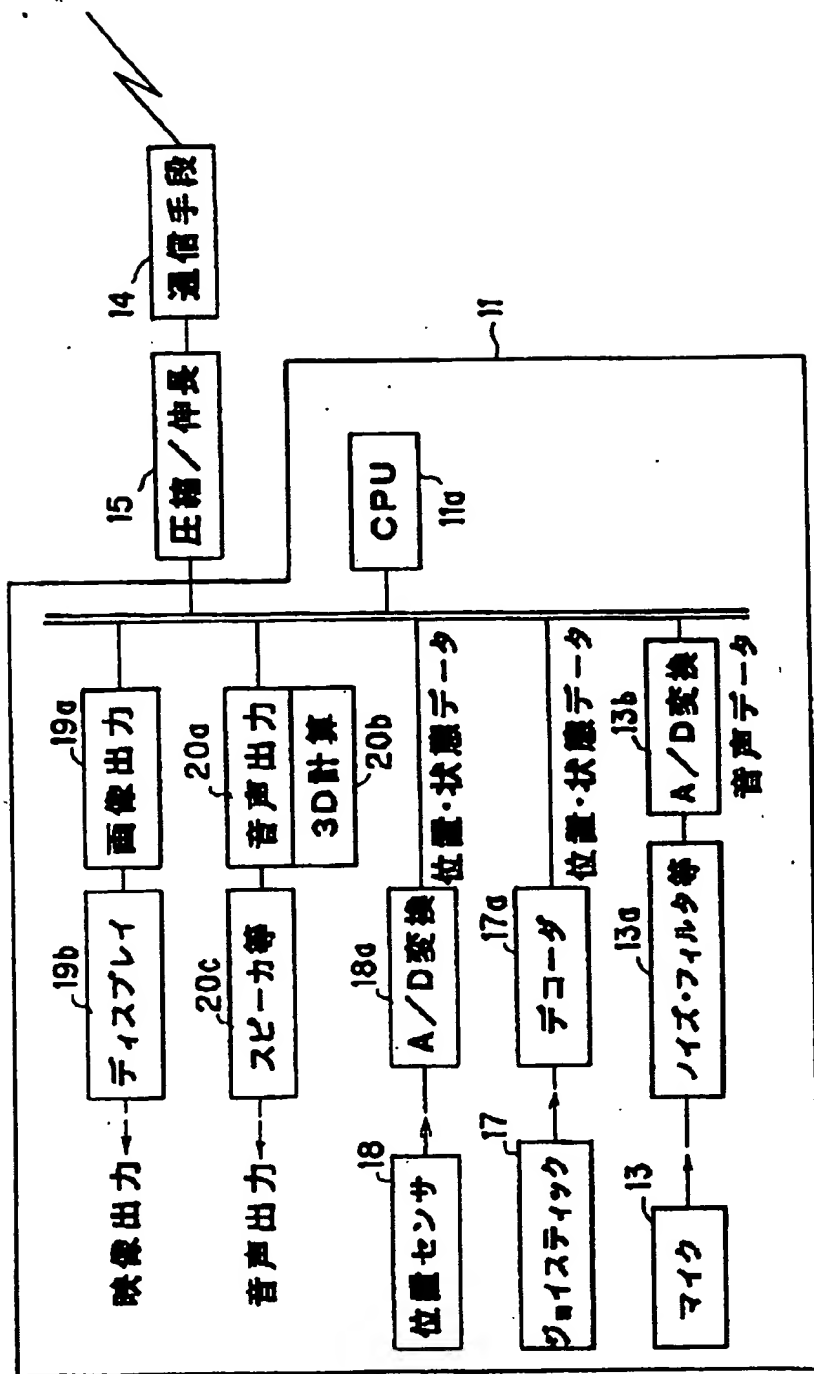 14
通信手段
15
圧縮/伸長
11
CPU
11a
映像出力
19b
ディスプレイ
19a
画像出力
音声出力
20c
スピーカ等
20a
音声出力
3D計算
20b
18
位置センサ
18a
A/D変換
位置・状態データ
17
ジョイスティック
17a
デコーダ
位置・状態データ
13
マイク
13a
ノイズ・フィルタ等
13b
A/D変換
音声データ